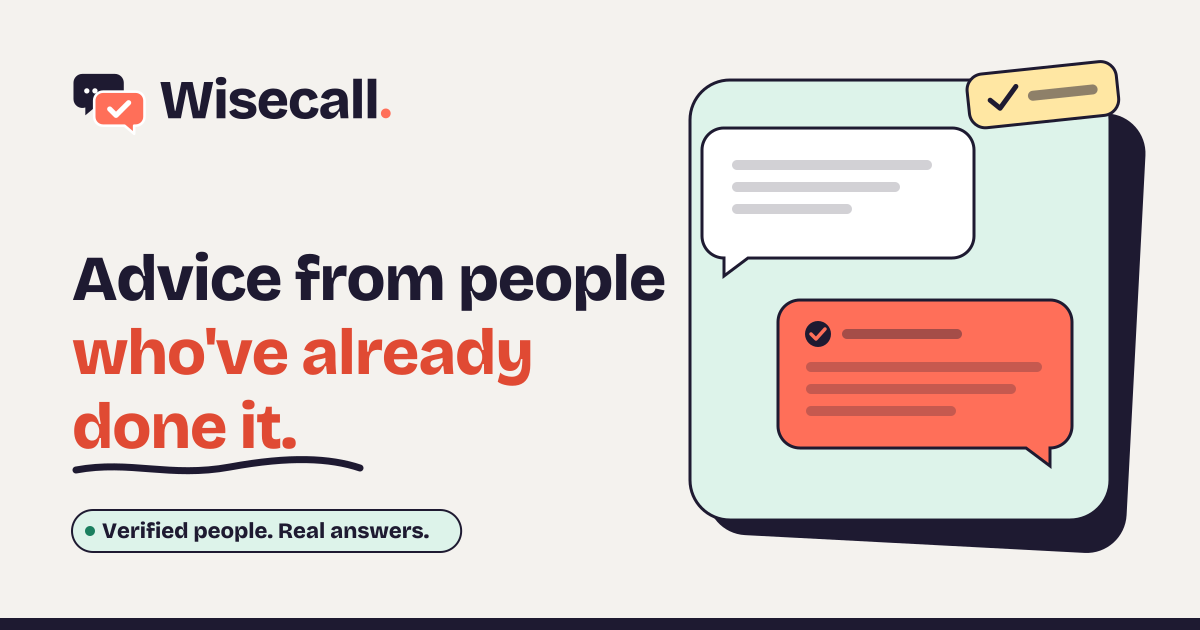 Wisecall.
Advice from people
who've already
done it.
Verified people. Real answers.